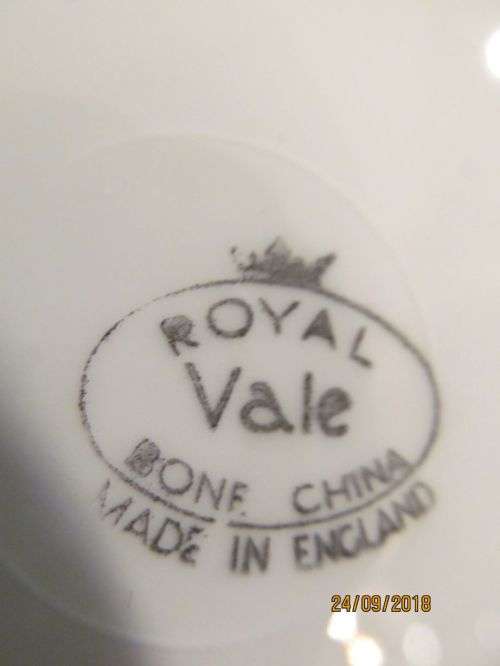 ROYAL
Vale
BONE CHINA
MADE IN ENGLAND
24/09/2018